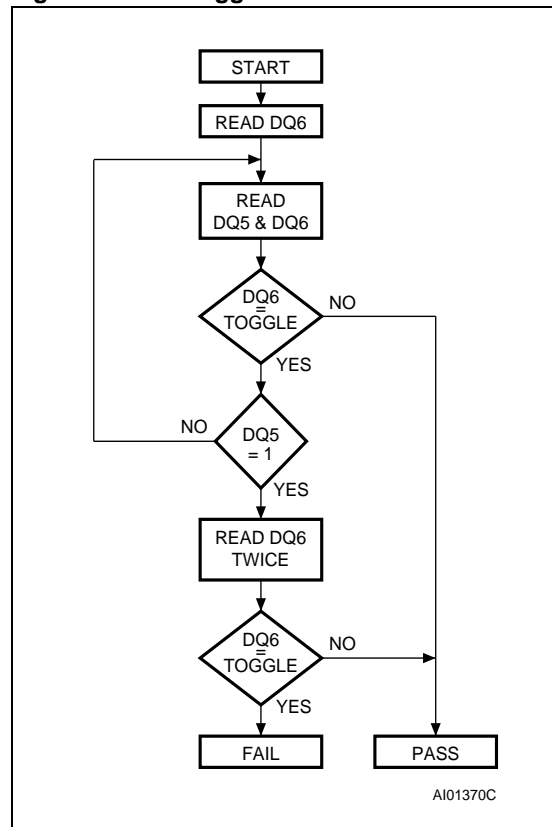 START
READ DQ6
READ
DQ5 & DQ6
DQ6
=
TOGGLE
NO
YES
NO
DQ5
= 1
YES
READ DQ6
TWICE
DQ6
=
TOGGLE
NO
YES
FAIL
PASS
AI01370C